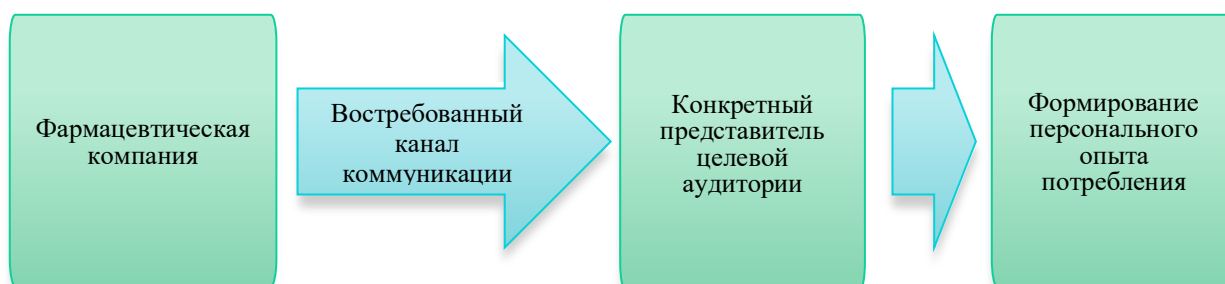 Фармацевтическая
компания
Востребованный
канал
коммуникации
Конкретный
представитель
целевой
аудитории
Формирование
персонального
опыта
потребления